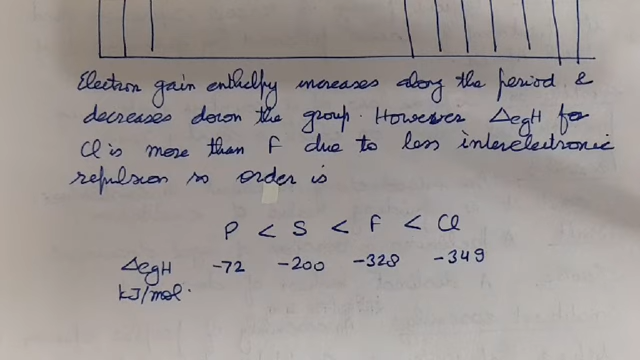 Electron gain enthalpy increases along the period &
decreases down the group. However ΔegH for
Cl is more than F due to less interelectronic
repulsion so order is
P < S < F < Cl
ΔegH -72 -200 -328 -349
kJ/mol.